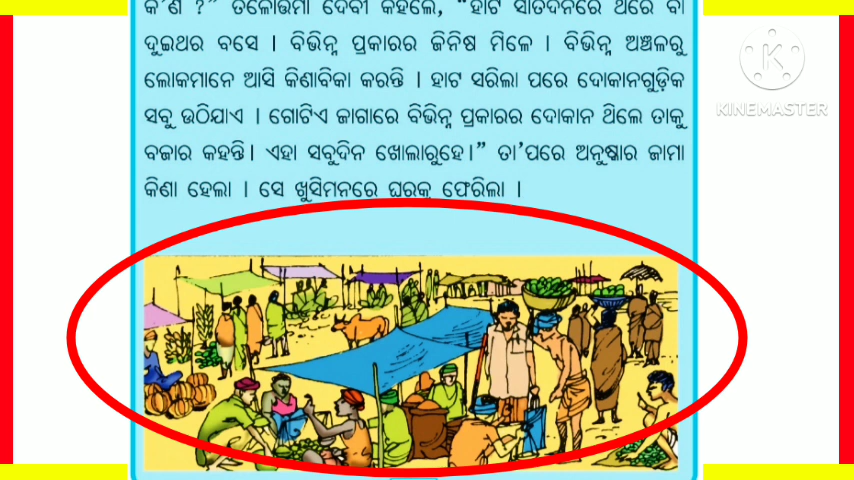 କ'ଣ ?” ତିଳୋତ୍ତମା ଦେବୀ କହିଲେ, “ହାଟ ସାତଦିନରେ ଥରେ ବା
ଦୁଇଥର ବସେ । ବିଭିନ୍ନ ପ୍ରକାରର ଜିନିଷ ମିଳେ । ବିଭିନ୍ନ ଅଞ୍ଚଳରୁ
ଲୋକମାନେ ଆସି କିଣାବିକା କରନ୍ତି । ହାଟ ସରିଲା ପରେ ଦୋକାନଗୁଡ଼ିକ
ସବୁ ଉଠିଯାଏ । ଗୋଟିଏ ଜାଗାରେ ବିଭିନ୍ନ ପ୍ରକାରର ଦୋକାନ ଥିଲେ ତାକୁ
ବଜାର କହନ୍ତି। ଏହା ସବୁଦିନ ଖୋଲାରୁହେ।” ତା'ପରେ ଅନୁଷ୍କାର ଜାମା
କିଣା ହେଲା । ସେ ଖୁସିମନରେ ଘରକୁ ଫେରିଲା ।
KINEMASTER